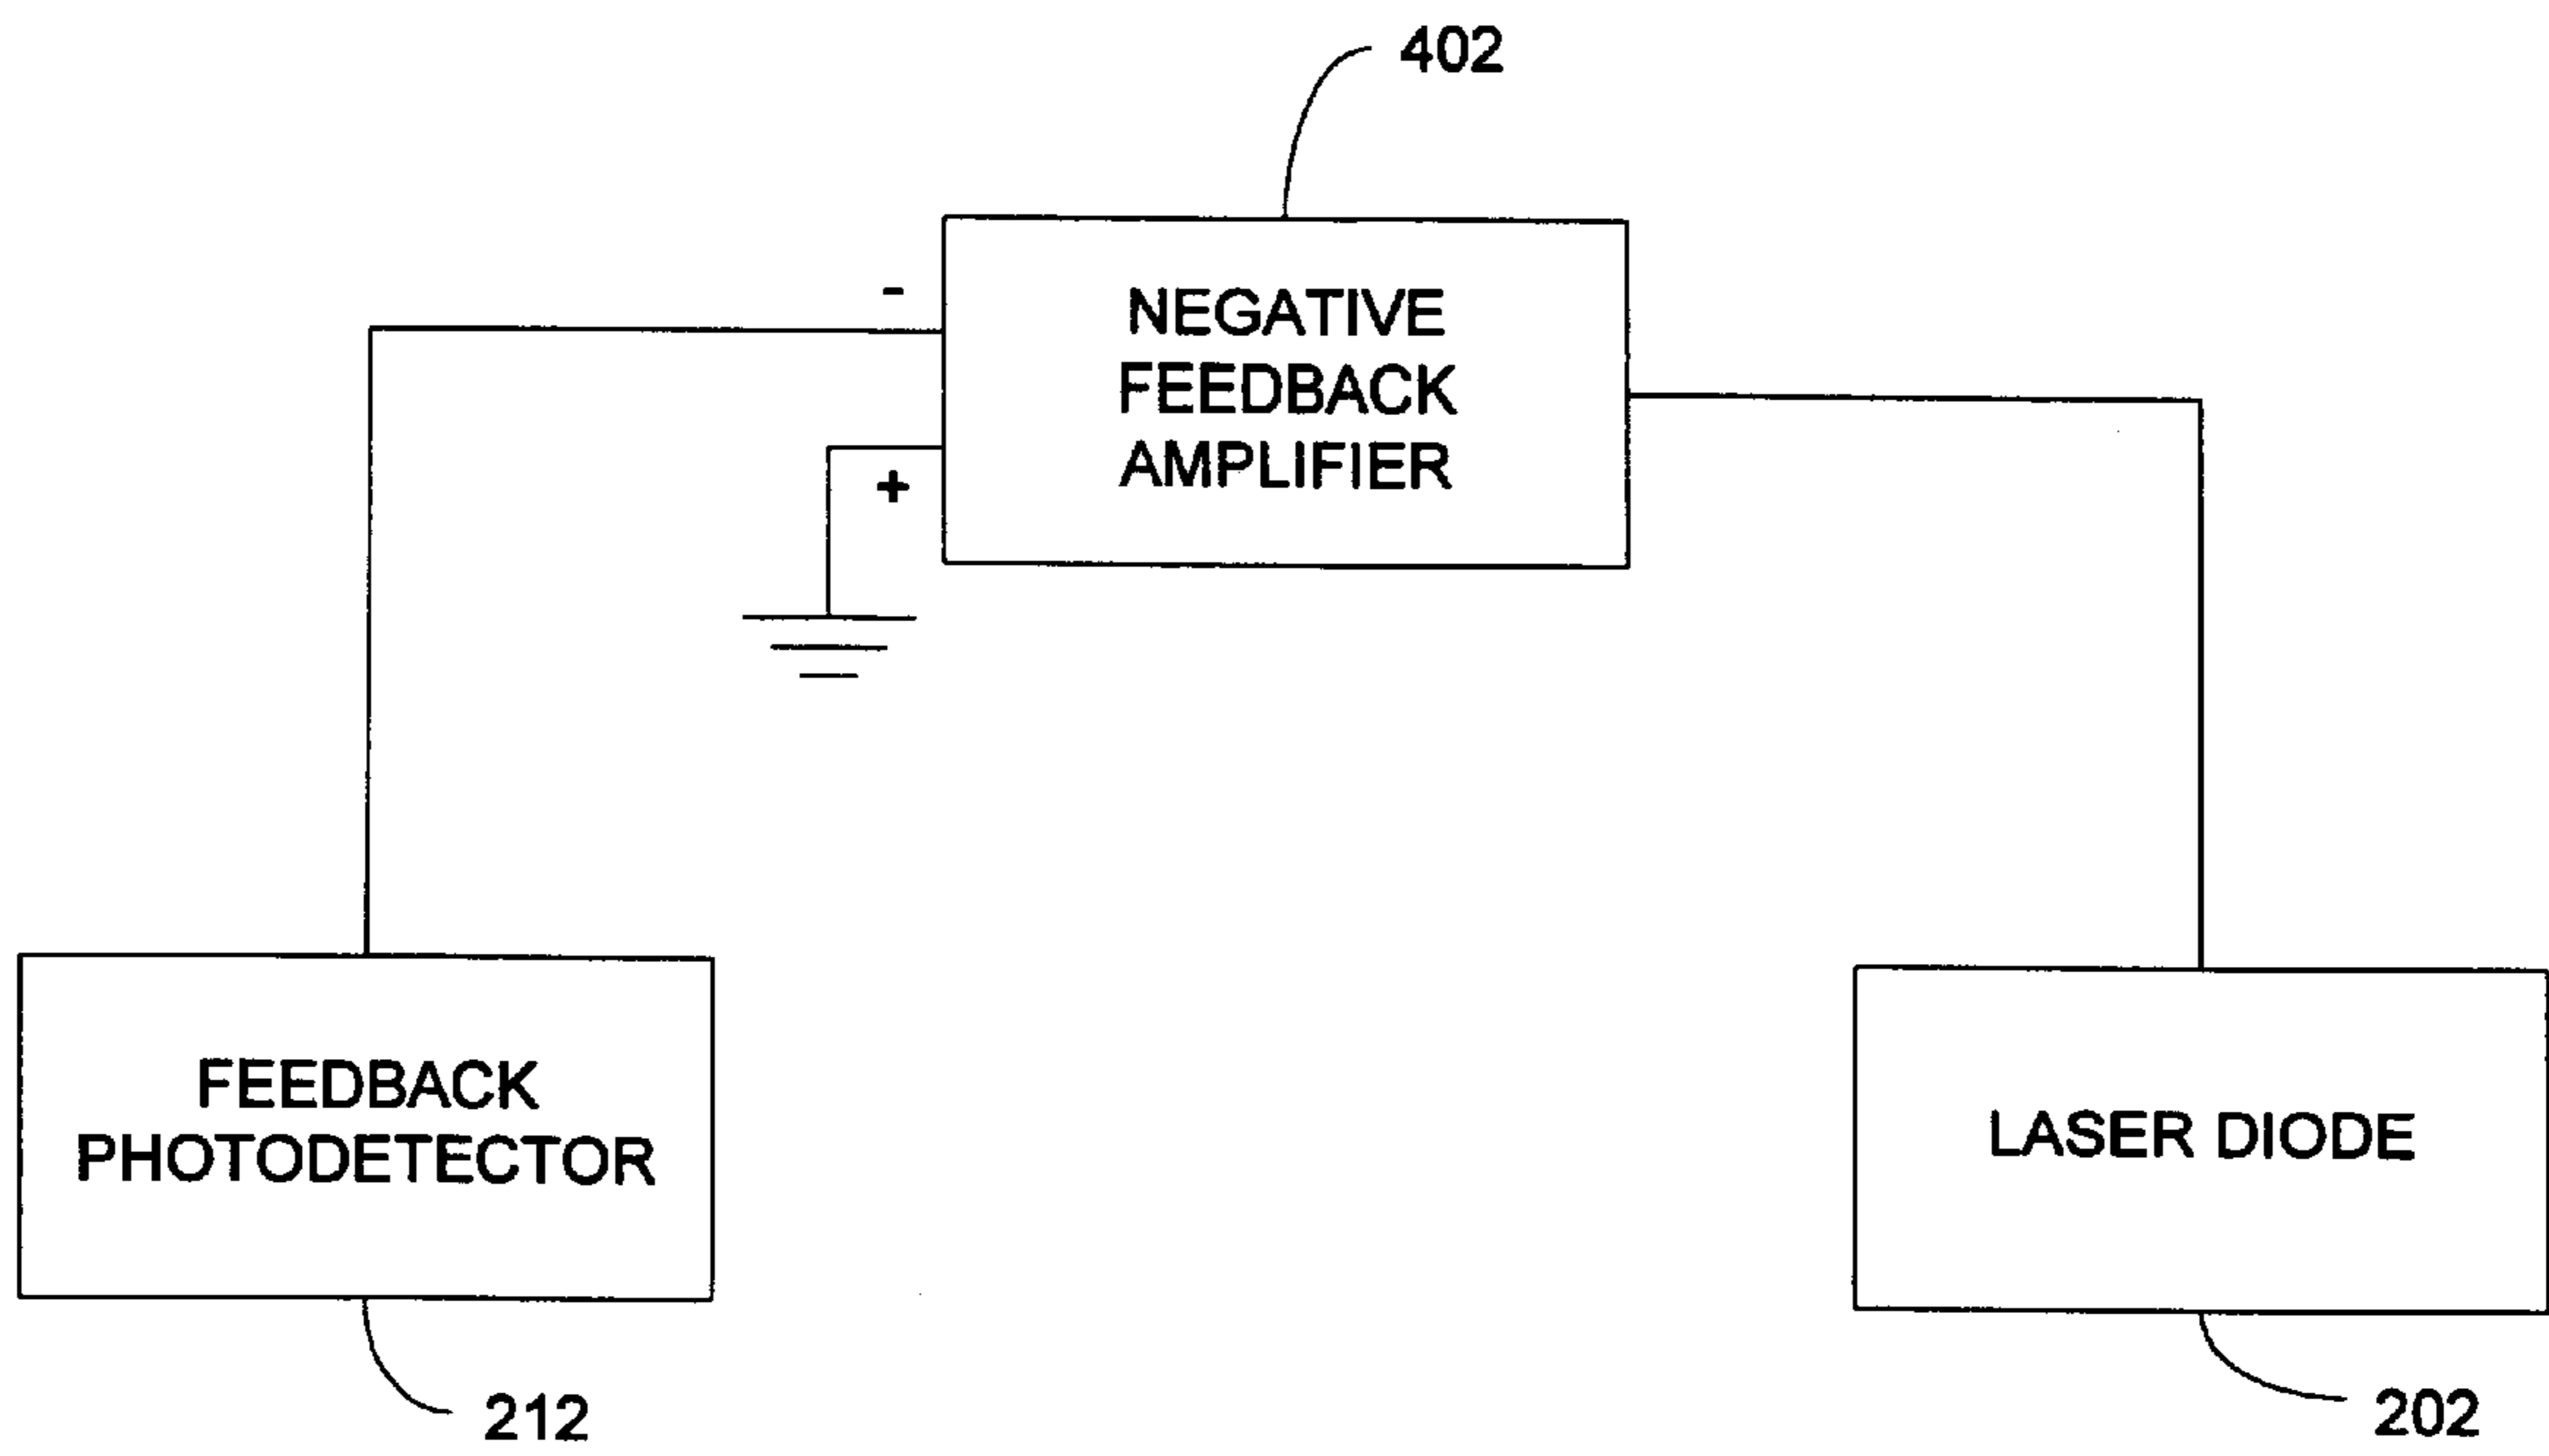 402
-
NEGATIVE
FEEDBACK
AMPLIFIER
+
FEEDBACK
PHOTODETECTOR
LASER DIODE
212
202